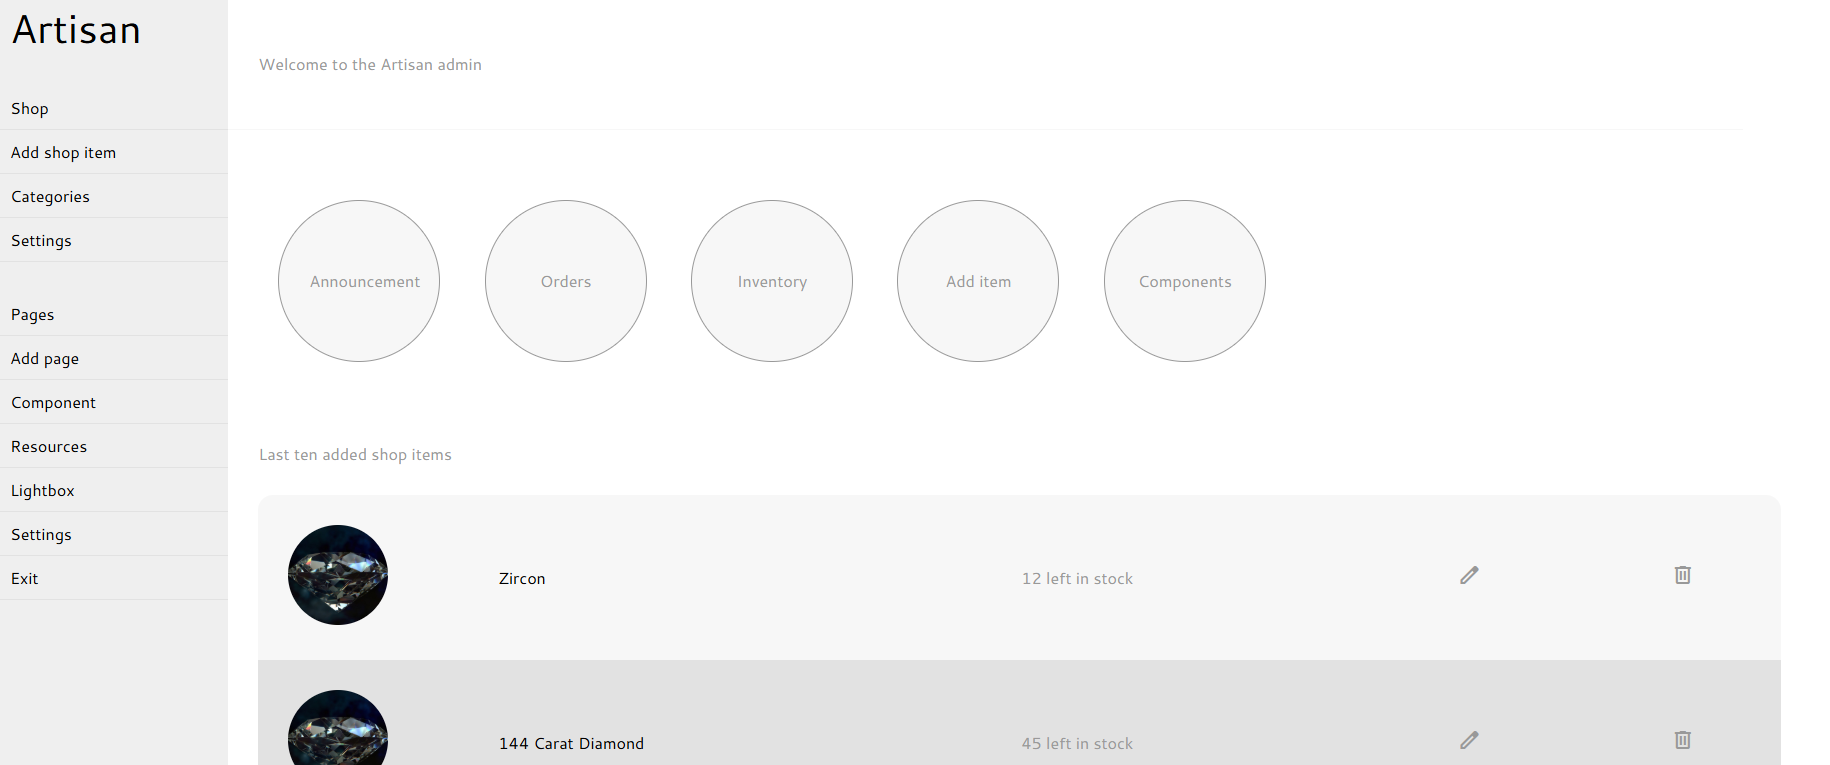 Artisan
Shop
Add shop item
Categories
Settings
Pages
Add page
Component
Resources
Lightbox
Settings
Exit
Welcome to the Artisan admin
Announcement
Orders
Inventory
Add item
Components
Last ten added shop items
Zircon
12 left in stock
144 Carat Diamond
45 left in stock